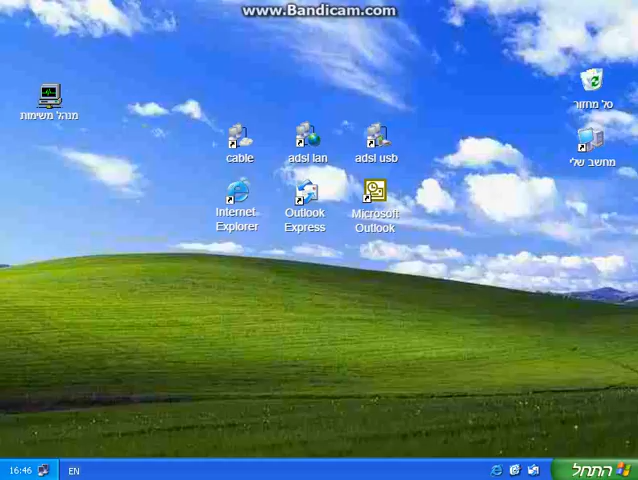 www.Bandicam.com
סל מחזור
מחשב שלי
מנהל משימות
cable
adsl lan
adsl usb
Internet
Explorer
Outlook
Express
Microsoft
Outlook
16:46
EN
התחל